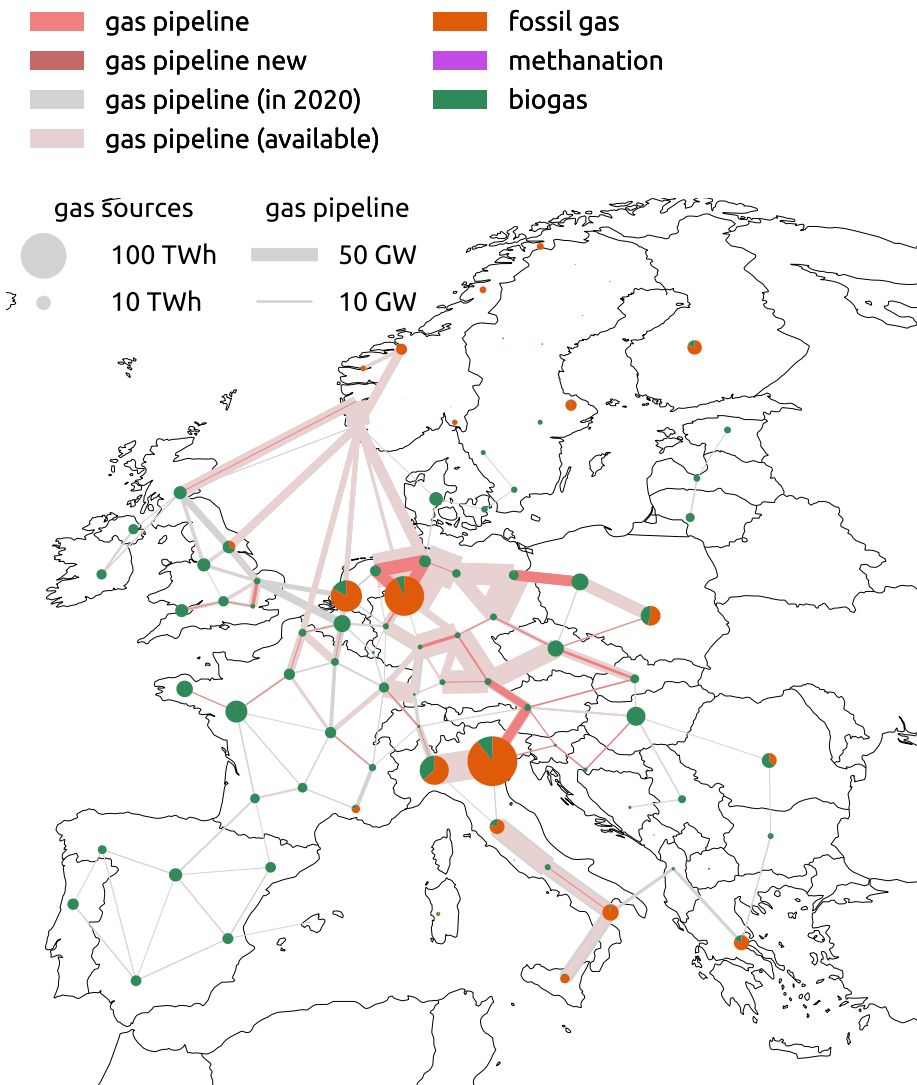 gas pipeline
gas pipeline new
gas pipeline (in 2020)
gas pipeline (available)
fossil gas
methanation
biogas
gas sources
100 TWh
10 TWh
gas pipeline
50 GW
10 GW